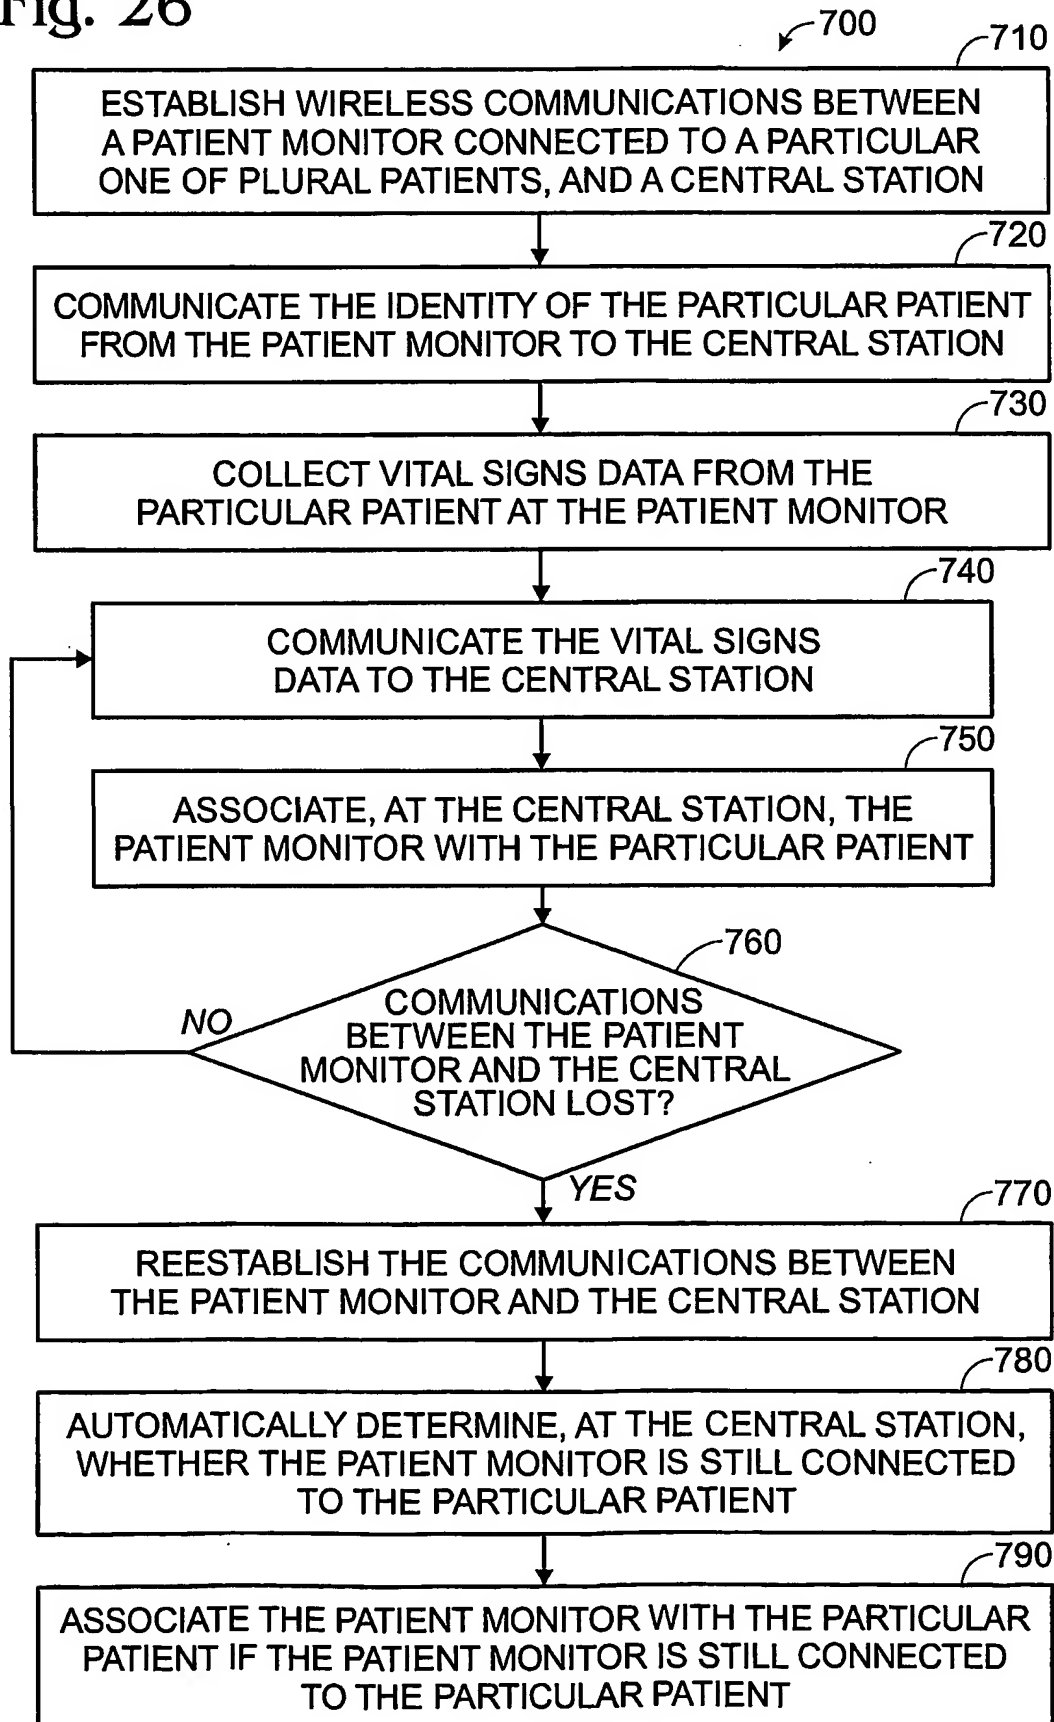 Fig. 26
700
710
ESTABLISH WIRELESS COMMUNICATIONS BETWEEN
A PATIENT MONITOR CONNECTED TO A PARTICULAR
ONE OF PLURAL PATIENTS, AND A CENTRAL STATION
720
COMMUNICATE THE IDENTITY OF THE PARTICULAR PATIENT
FROM THE PATIENT MONITOR TO THE CENTRAL STATION
730
COLLECT VITAL SIGNS DATA FROM THE
PARTICULAR PATIENT AT THE PATIENT MONITOR
740
COMMUNICATE THE VITAL SIGNS
DATA TO THE CENTRAL STATION
750
ASSOCIATE, AT THE CENTRAL STATION, THE
PATIENT MONITOR WITH THE PARTICULAR PATIENT
760
COMMUNICATIONS
BETWEEN THE PATIENT
MONITOR AND THE CENTRAL
STATION LOST?
NO
YES
770
REESTABLISH THE COMMUNICATIONS BETWEEN
THE PATIENT MONITOR AND THE CENTRAL STATION
780
AUTOMATICALLY DETERMINE, AT THE CENTRAL STATION,
WHETHER THE PATIENT MONITOR IS STILL CONNECTED
TO THE PARTICULAR PATIENT
790
ASSOCIATE THE PATIENT MONITOR WITH THE PARTICULAR
PATIENT IF THE PATIENT MONITOR IS STILL CONNECTED
TO THE PARTICULAR PATIENT